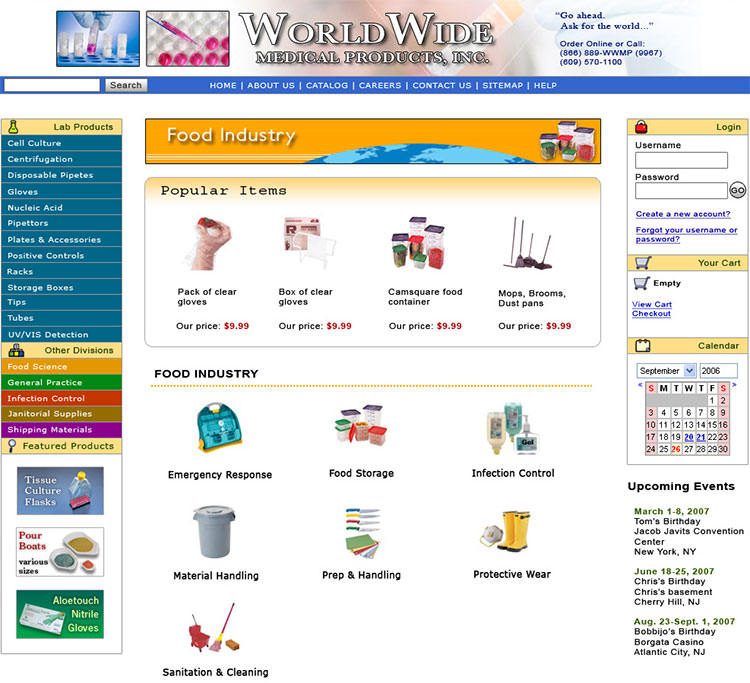 WORLDWIDE
MEDICAL PRODUCTS, INC.
"Go ahead.
Ask for the world..."
Order Online or Call:
(866) 889-WWMP (9967)
(609) 570-1100
Search
HOME | ABOUT US | CATALOG | CAREERS | CONTACT US | SITEMAP | HELP
Lab Products
Cell Culture
Centrifugation
Disposable Pipetes
Gloves
Nucleic Acid
Pipettors
Plates & Accessories
Positive Controls
Racks
Storage Boxes
Tips
Tubes
UV/VIS Detection
Other Divisions
Food Science
General Practice
Infection Control
Janitorial Supplies
Shipping Materials
Featured Products
Tissue
Culture
Flasks
Pour
Boats
various
sizes
Aloetouch
Nitrile
Gloves
Food Industry
Popular Items
Pack of clear
gloves
Our price: $9.99
Box of clear
gloves
Our price: $9.99
Camsquare food
container
Our price: $9.99
Mops, Brooms,
Dust pans
Our price: $9.99
FOOD INDUSTRY
Emergency Response
Food Storage
Gel
Infection Control
Material Handling
Prep & Handling
Protective Wear
Sanitation & Cleaning
Login
Username
Password
GO
Create a new account?
Forgot your username or
password?
Your Cart
Empty
View Cart
Checkout
Calendar
September 2006
« S M T W T F S »
1 2
3 4 5 6 7 8 9
10 11 12 13 14 15 16
17 18 19 20 21 22 23
24 25 26 27 28 29 30
Upcoming Events
March 1-8, 2007
Tom's Birthday
Jacob Javits Convention
Center
New York, NY
June 18-25, 2007
Chris's Birthday
Chris's basement
Cherry Hill, NJ
Aug. 23-Sept. 1, 2007
Bobbijo's Birthday
Borgata Casino
Atlantic City, NJ